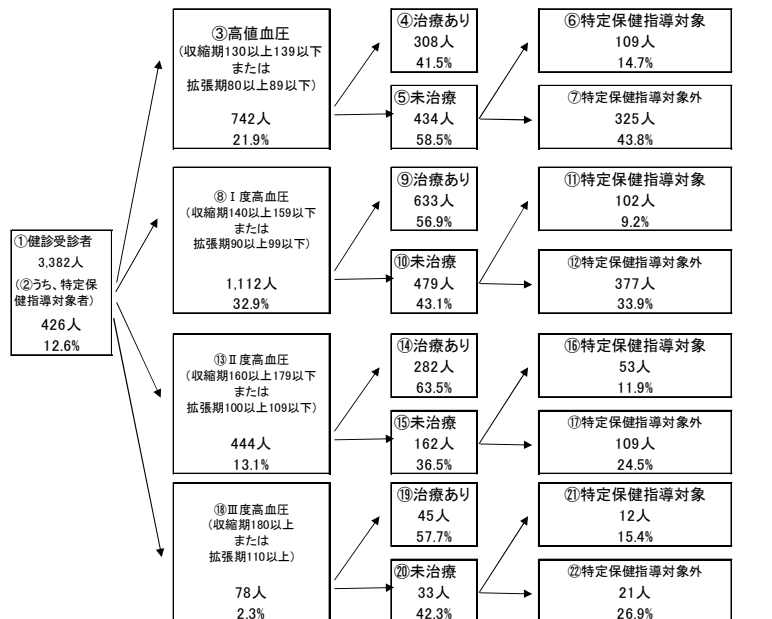 ①健診受診者
3,382人
(②うち、特定保
健指導対象者)
426人
12.6%
③高値血圧
(収縮期130以上139以下
または
拡張期80以上89以下)
742人
21.9%
④治療あり
308人
41.5%
⑤未治療
434人
58.5%
⑥特定保健指導対象
109人
14.7%
⑦特定保健指導対象外
325人
43.8%
⑧Ⅰ度高血圧
(収縮期140以上159以下
または
拡張期90以上99以下)
1,112人
32.9%
⑨治療あり
633人
56.9%
⑩未治療
479人
43.1%
⑪特定保健指導対象
102人
9.2%
⑫特定保健指導対象外
377人
33.9%
⑬Ⅱ度高血圧
(収縮期160以上179以下
または
拡張期100以上109以下)
444人
13.1%
⑭治療あり
282人
63.5%
⑮未治療
162人
36.5%
⑯特定保健指導対象
53人
11.9%
⑰特定保健指導対象外
109人
24.5%
⑱Ⅲ度高血圧
(収縮期180以上
または
拡張期110以上)
78人
2.3%
⑲治療あり
45人
57.7%
⑳未治療
33人
42.3%
㉑特定保健指導対象
12人
15.4%
㉒特定保健指導対象外
21人
26.9%